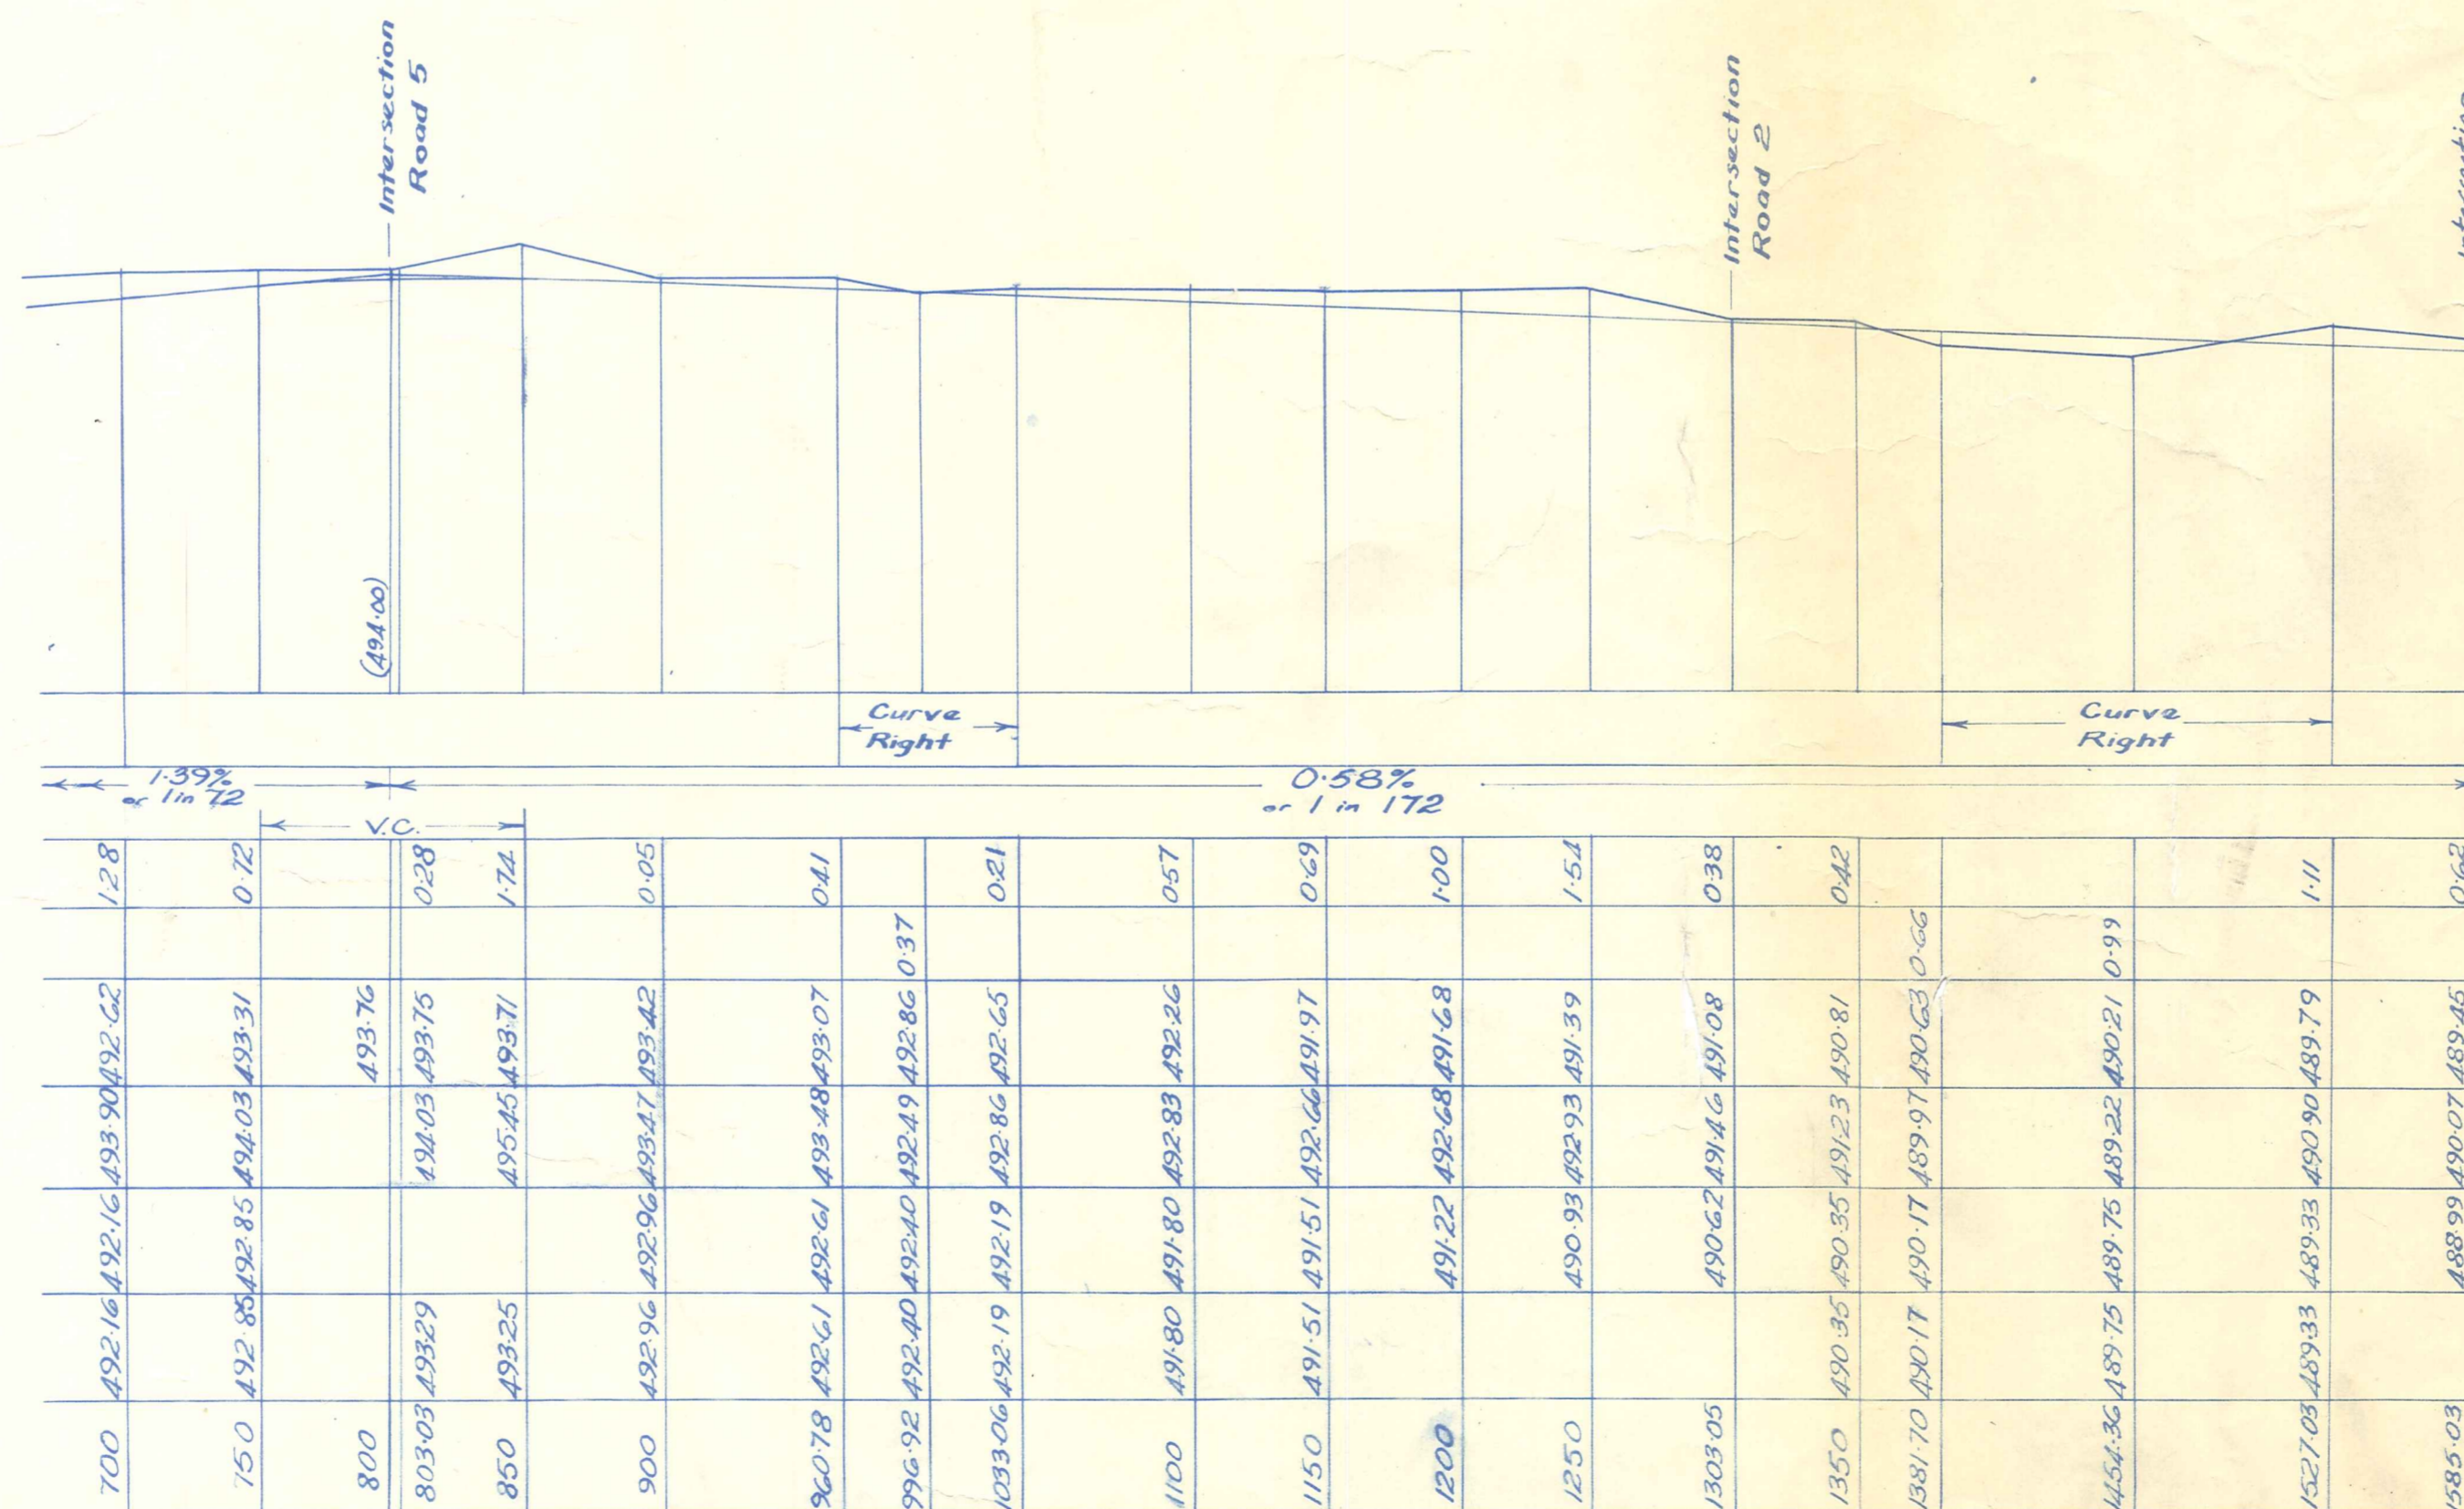 Intersection
Road 5
Intersection
Road 2
Intersection
(494·00)
Curve
Right
Curve
Right
1·39%
or 1 in 72
0·58%
or 1 in 172
V.C.
1·28 0·72 0·28 1·74 0·05 0·41 0·21 0·57 0·69 1·00 1·54 0·38 0·42 1·11 0·62
0·37 0·66 0·99
492·62 493·31 493·76 493·75 493·71 493·42 493·07 492·86 492·65 492·26 491·97 491·68 491·39 491·08 490·81 490·63 490·21 489·79 489·45
493·90 494·03 494·03 495·45 493·47 493·48 492·49 492·86 492·83 492·66 492·68 492·93 491·46 491·23 489·97 489·22 490·90 490·07
492·16 492·85 492·96 492·61 492·40 492·19 491·80 491·51 491·22 490·93 490·62 490·35 490·17 489·75 489·33 488·99
492·16 492·85 493·29 493·25 492·96 492·61 492·40 492·19 491·80 491·51 490·35 490·17 489·75 489·33
700 750 800 803·03 850 900 960·78 996·92 1033·06 1100 1150 1200 1250 1303·05 1350 1381·70 1454·36 1527·03 585·03